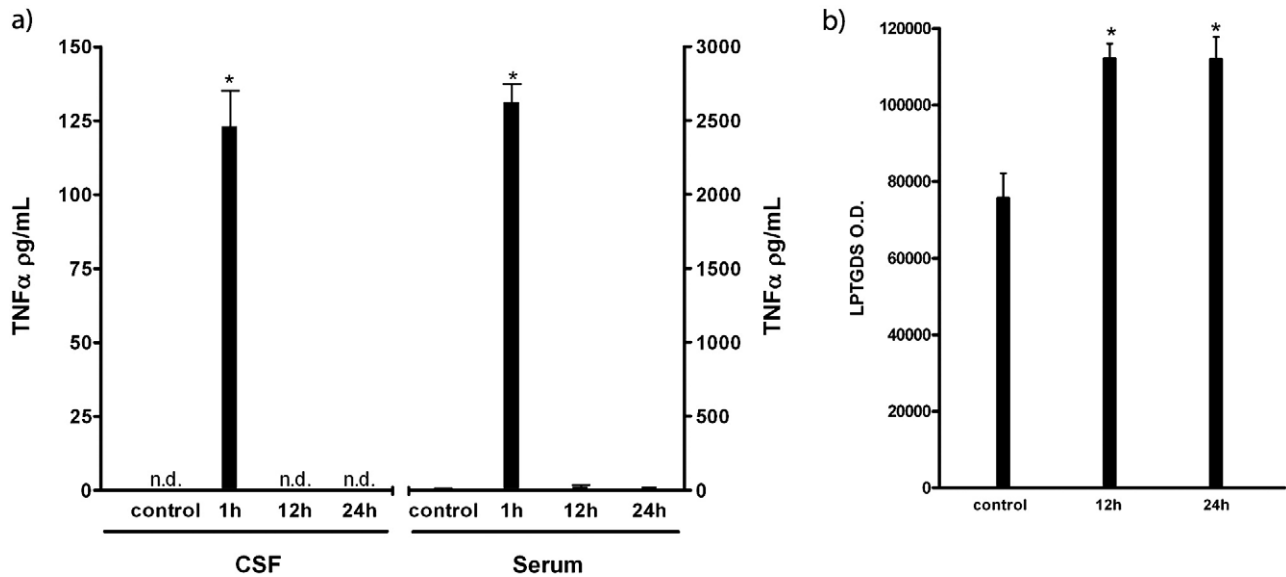 a)
TNFα ρg/mL
150
125
100
75
50
25
0
*
n.d.
n.d.
n.d.
control 1h 12h 24h
CSF
*
control 1h 12h 24h
Serum
3000
2500
2000
1500
1000
500
0
TNFα ρg/mL
b)
LPTGDS O.D.
120000
100000
80000
60000
40000
20000
0
* *
control 12h 24h